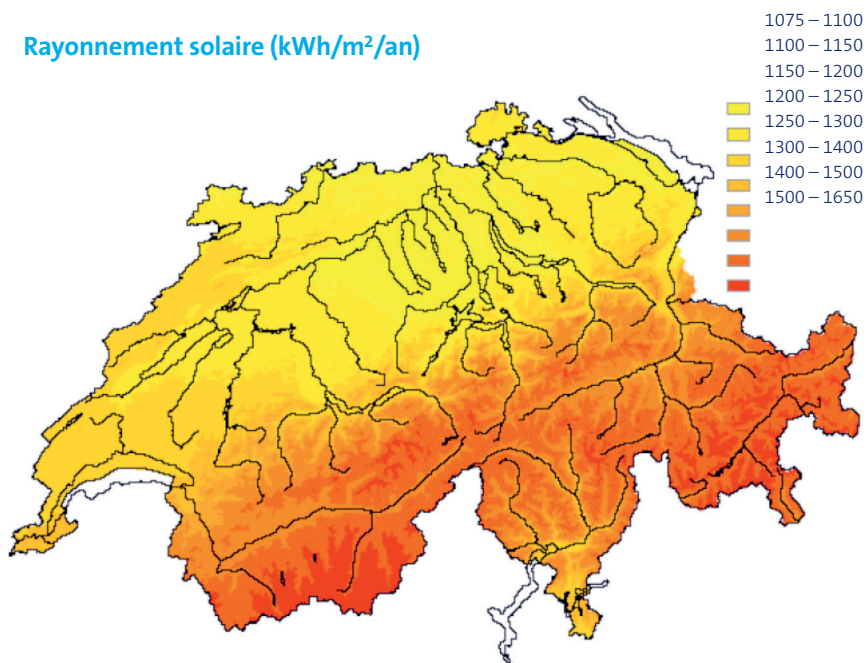 Rayonnement solaire (kWh/m²/an)
1075 – 1100
1100 – 1150
1150 – 1200
1200 – 1250
1250 – 1300
1300 – 1400
1400 – 1500
1500 – 1650